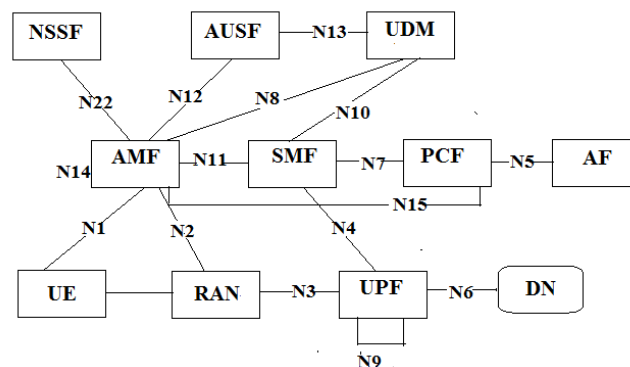 NSSF
AUSF
N13
UDM
N22
N12
N8
N10
N14
AMF
N11
SMF
N7
PCF
N5
AF
N15
N1
N2
N4
UE
RAN
N3
UPF
N6
DN
N9